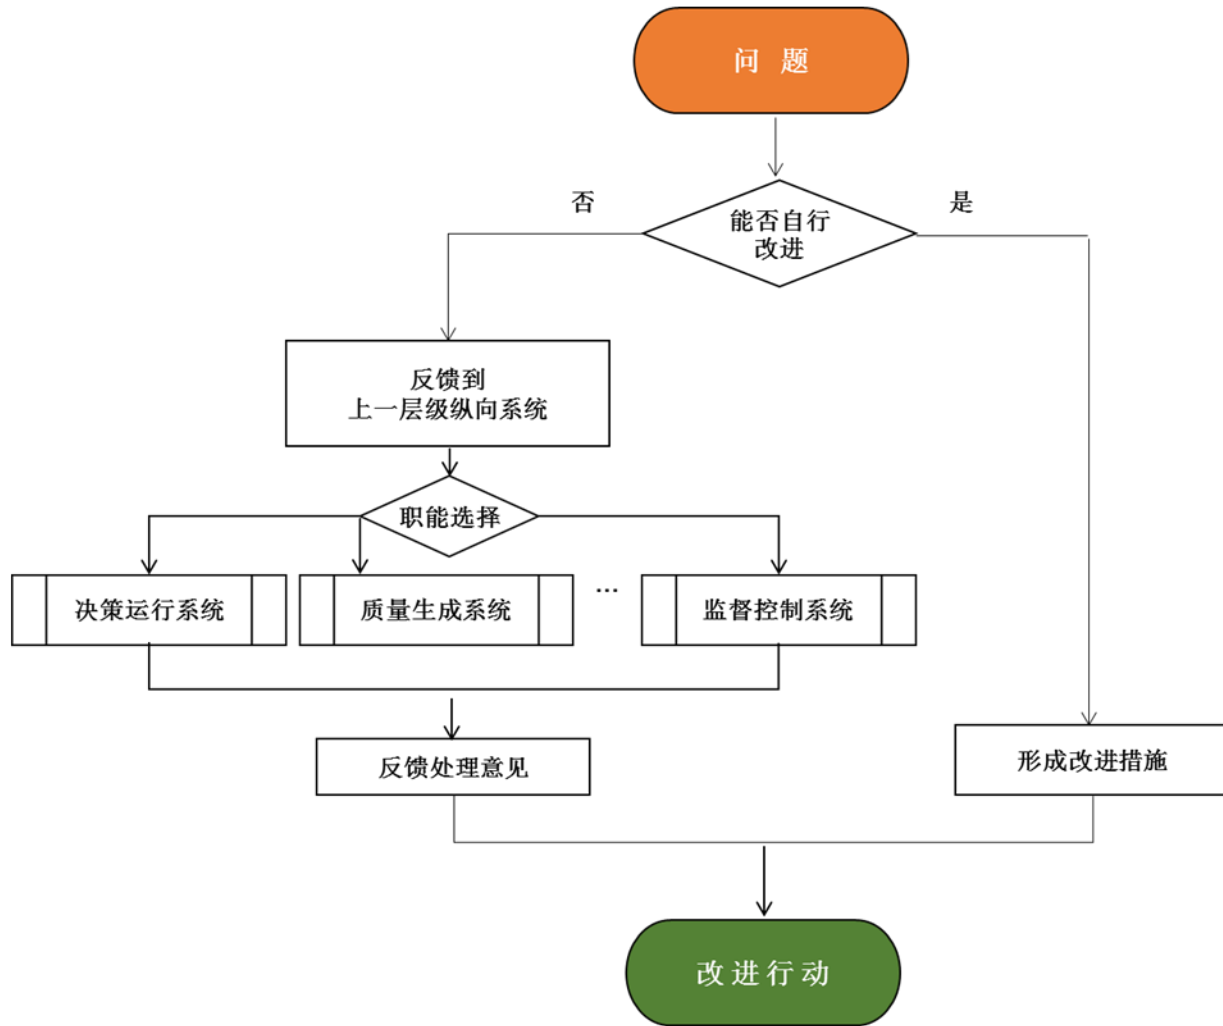 问 题
否
是
能否自行
改进
反馈到
上一层级纵向系统
职能选择
决策运行系统
质量生成系统
...
监督控制系统
反馈处理意见
形成改进措施
改进行动